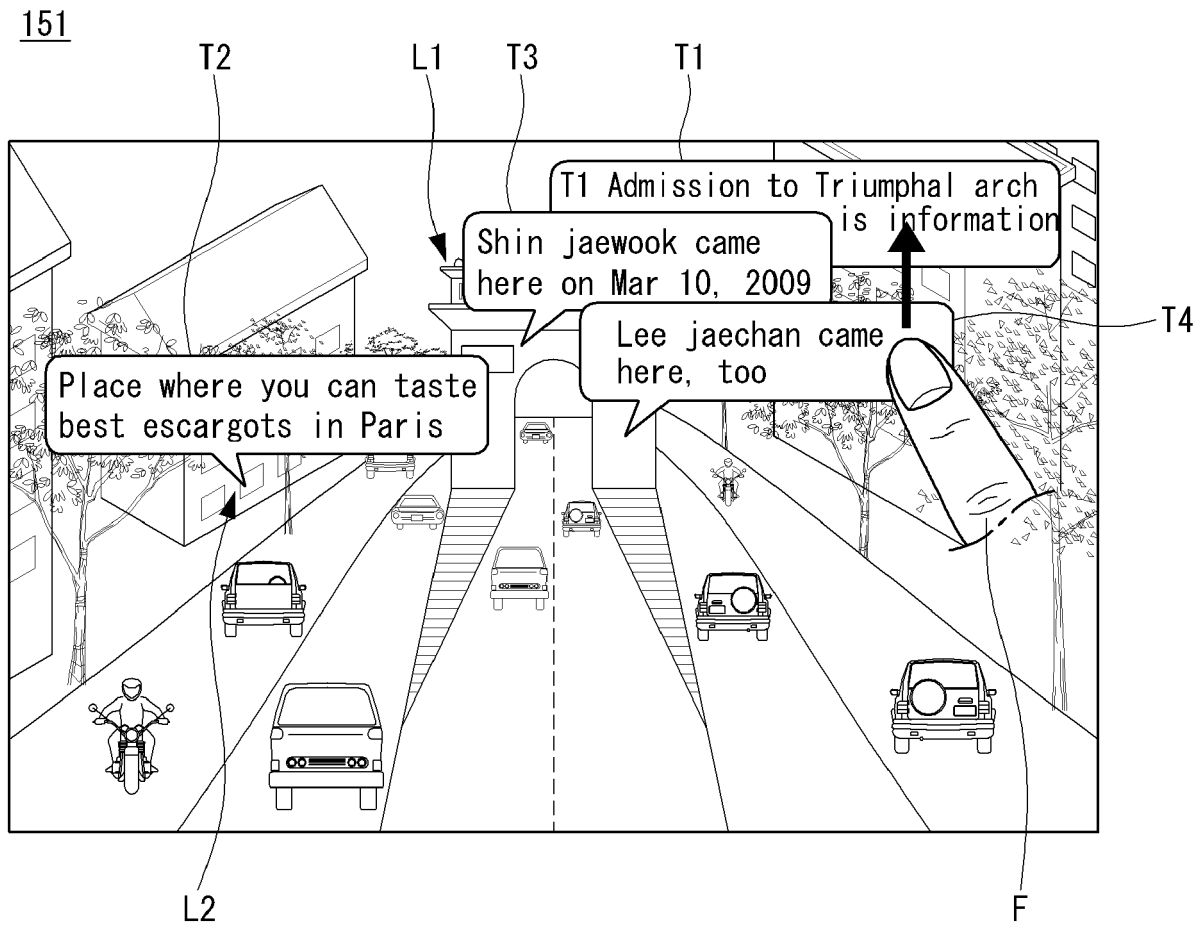 151
T2
L1
T3
T1
T1 Admission to Triumphal arch
is information
Shin jaewook came
here on Mar 10, 2009
Lee jaechan came
here, too
T4
Place where you can taste
best escargots in Paris
L2
F